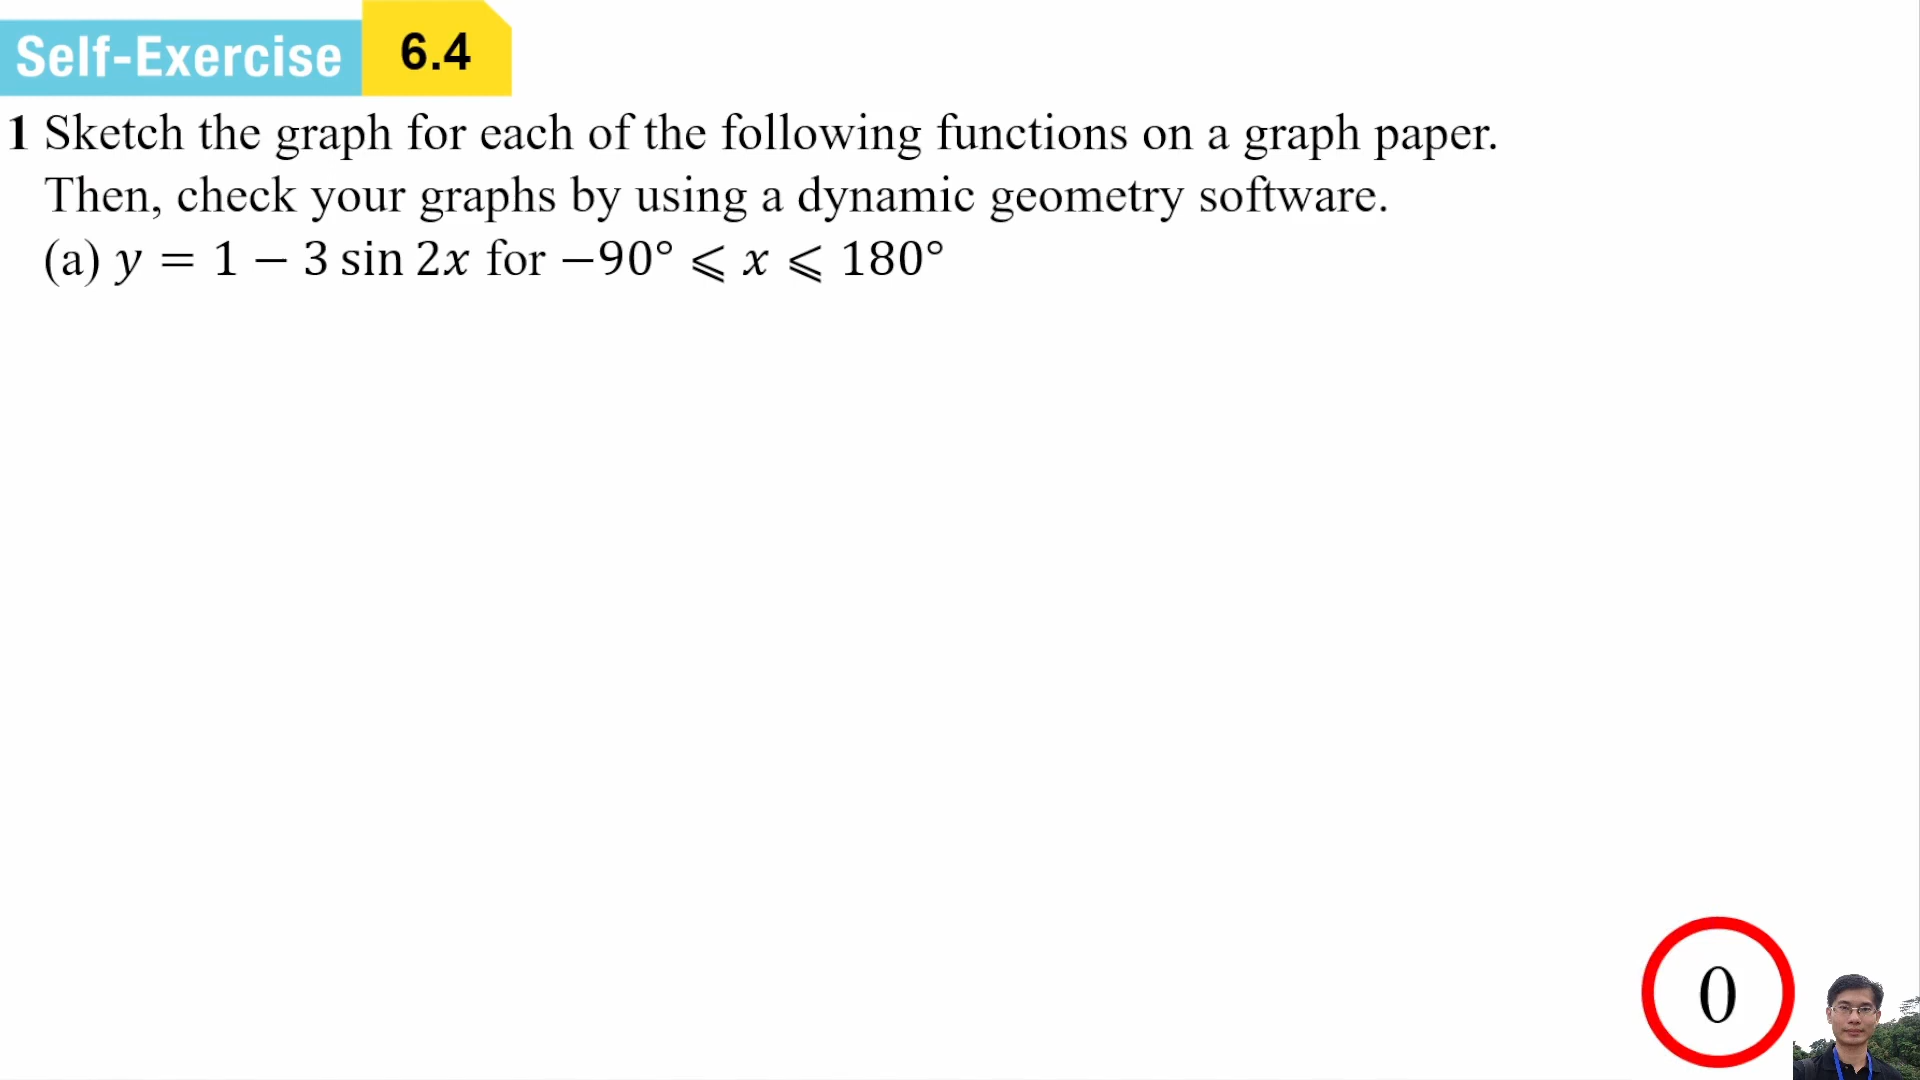 Self-Exercise 6.4
1 Sketch the graph for each of the following functions on a graph paper.
Then, check your graphs by using a dynamic geometry software.
(a) y = 1 − 3 sin 2x for −90° ⩽ x ⩽ 180°
0